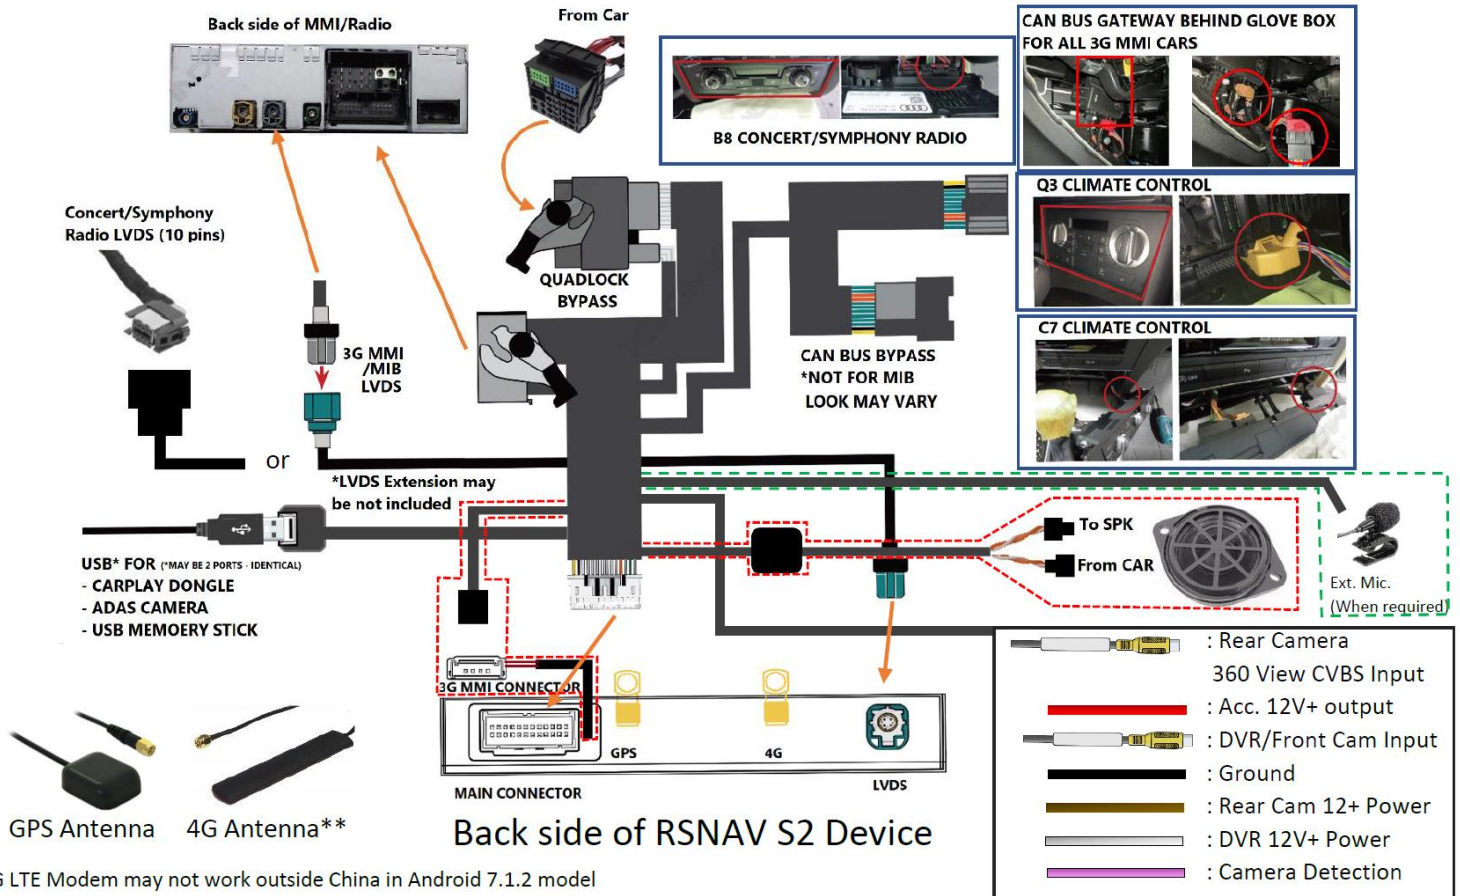 Back side of MMI/Radio
From Car
B8 CONCERT/SYMPHONY RADIO
CAN BUS GATEWAY BEHIND GLOVE BOX
FOR ALL 3G MMI CARS
Q3 CLIMATE CONTROL
C7 CLIMATE CONTROL
Concert/Symphony
Radio LVDS (10 pins)
QUADLOCK
BYPASS
3G MMI
/MIB
LVDS
CAN BUS BYPASS
*NOT FOR MIB
LOOK MAY VARY
or
*LVDS Extension may
be not included
USB* FOR (*MAY BE 2 PORTS - IDENTICAL)
- CARPLAY DONGLE
- ADAS CAMERA
- USB MEMOERY STICK
To SPK
From CAR
Ext. Mic.
(When required)
3G MMI CONNECTOR
GPS
4G
LVDS
MAIN CONNECTOR
Back side of RSNAV S2 Device
GPS Antenna
4G Antenna**
: Rear Camera
360 View CVBS Input
: Acc. 12V+ output
: DVR/Front Cam Input
: Ground
: Rear Cam 12+ Power
: DVR 12V+ Power
: Camera Detection
G LTE Modem may not work outside China in Android 7.1.2 model